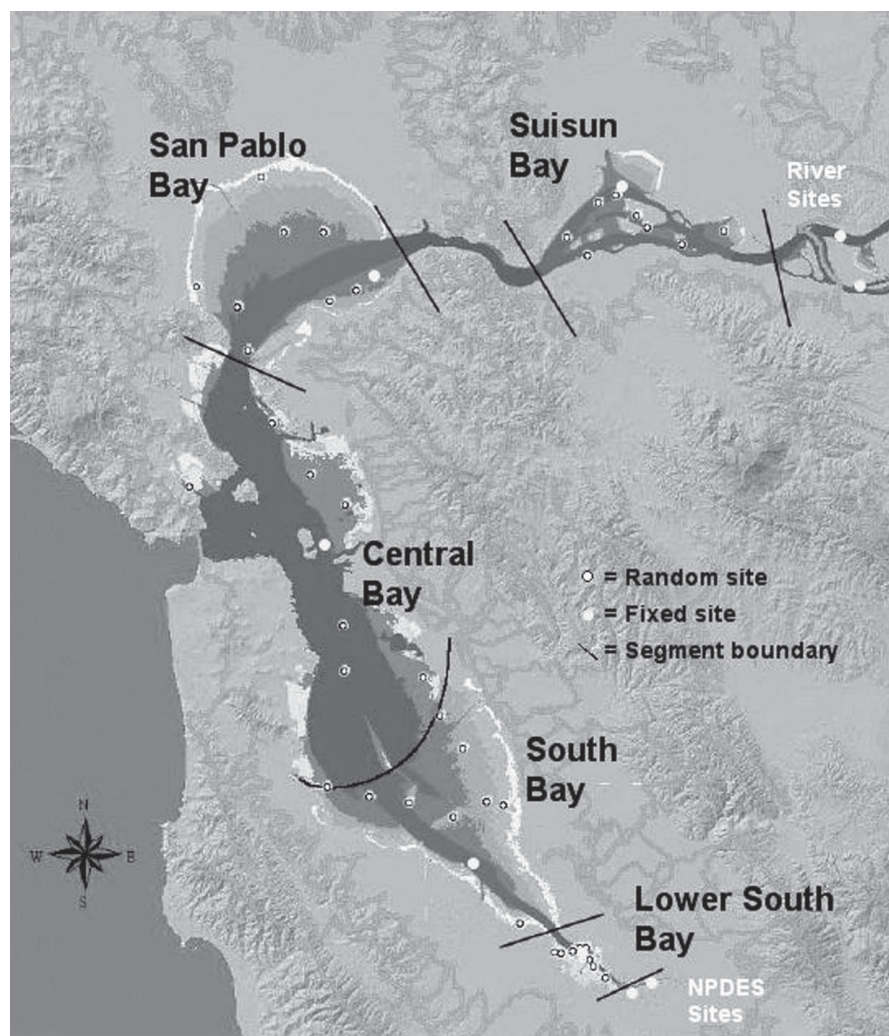 San Pablo
Bay
Suisun
Bay
River
Sites
Central
Bay
= Random site
= Fixed site
= Segment boundary
South
Bay
N
W E
S
Lower South
Bay
NPDES
Sites